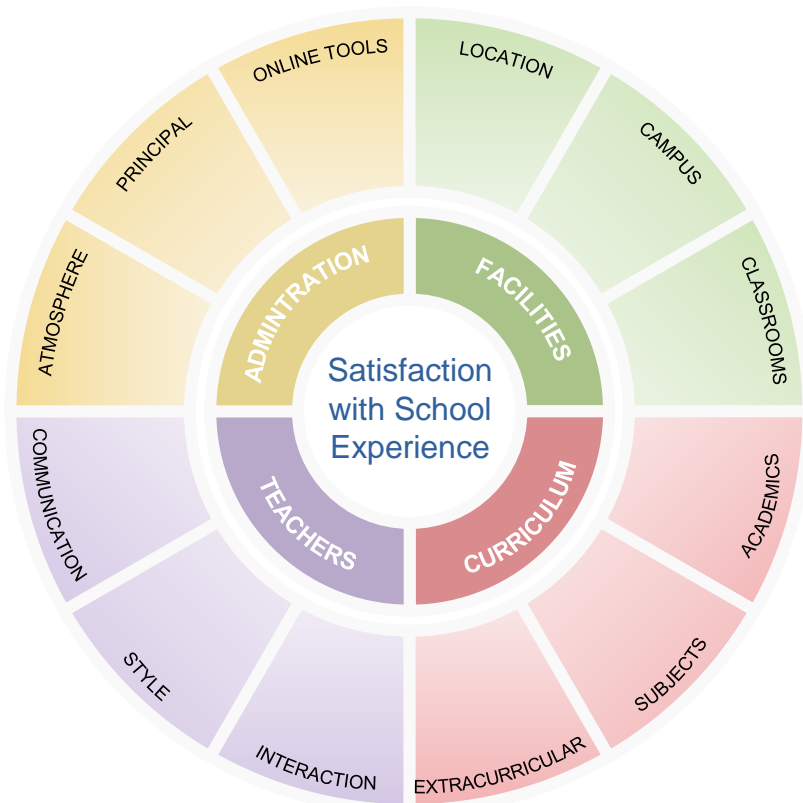 Satisfaction
with School
Experience
ADMINTRATION
FACILITIES
CURRICULUM
TEACHERS
ONLINE TOOLS
LOCATION
CAMPUS
CLASSROOMS
ACADEMICS
SUBJECTS
EXTRACURRICULAR
INTERACTION
STYLE
COMMUNICATION
ATMOSPHERE
PRINCIPAL